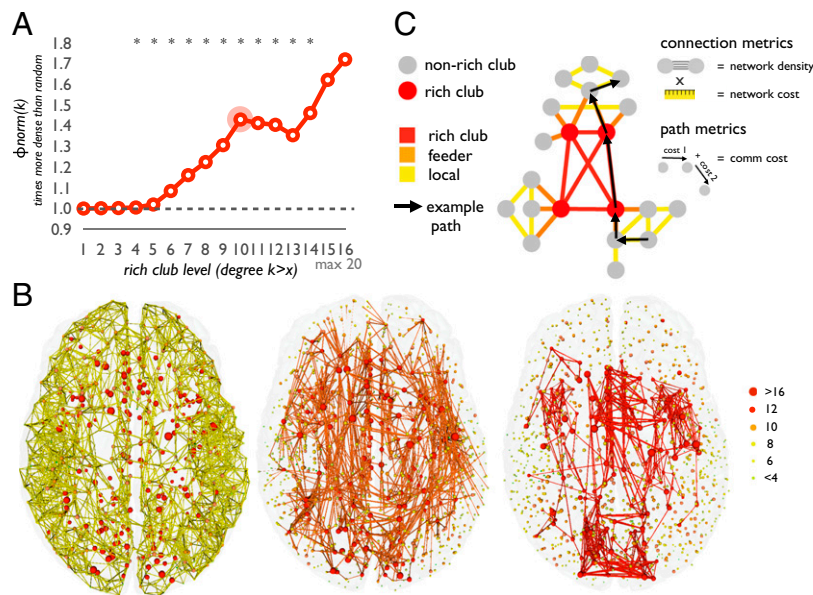 A
ϕnorm(k)
times more dense than random
1.8
1.7
1.6
1.5
1.4
1.3
1.2
1.1
1.0
0.9
* * * * * * * * * * *
1 2 3 4 5 6 7 8 9 10 11 12 13 14 15 16
rich club level (degree k>x)
max 20
C
non-rich club
rich club
rich club
feeder
local
example
path
connection metrics
= network density
x
= network cost
path metrics
cost 1
+ cost 2
= comm cost
B
>16
12
10
8
6
<4